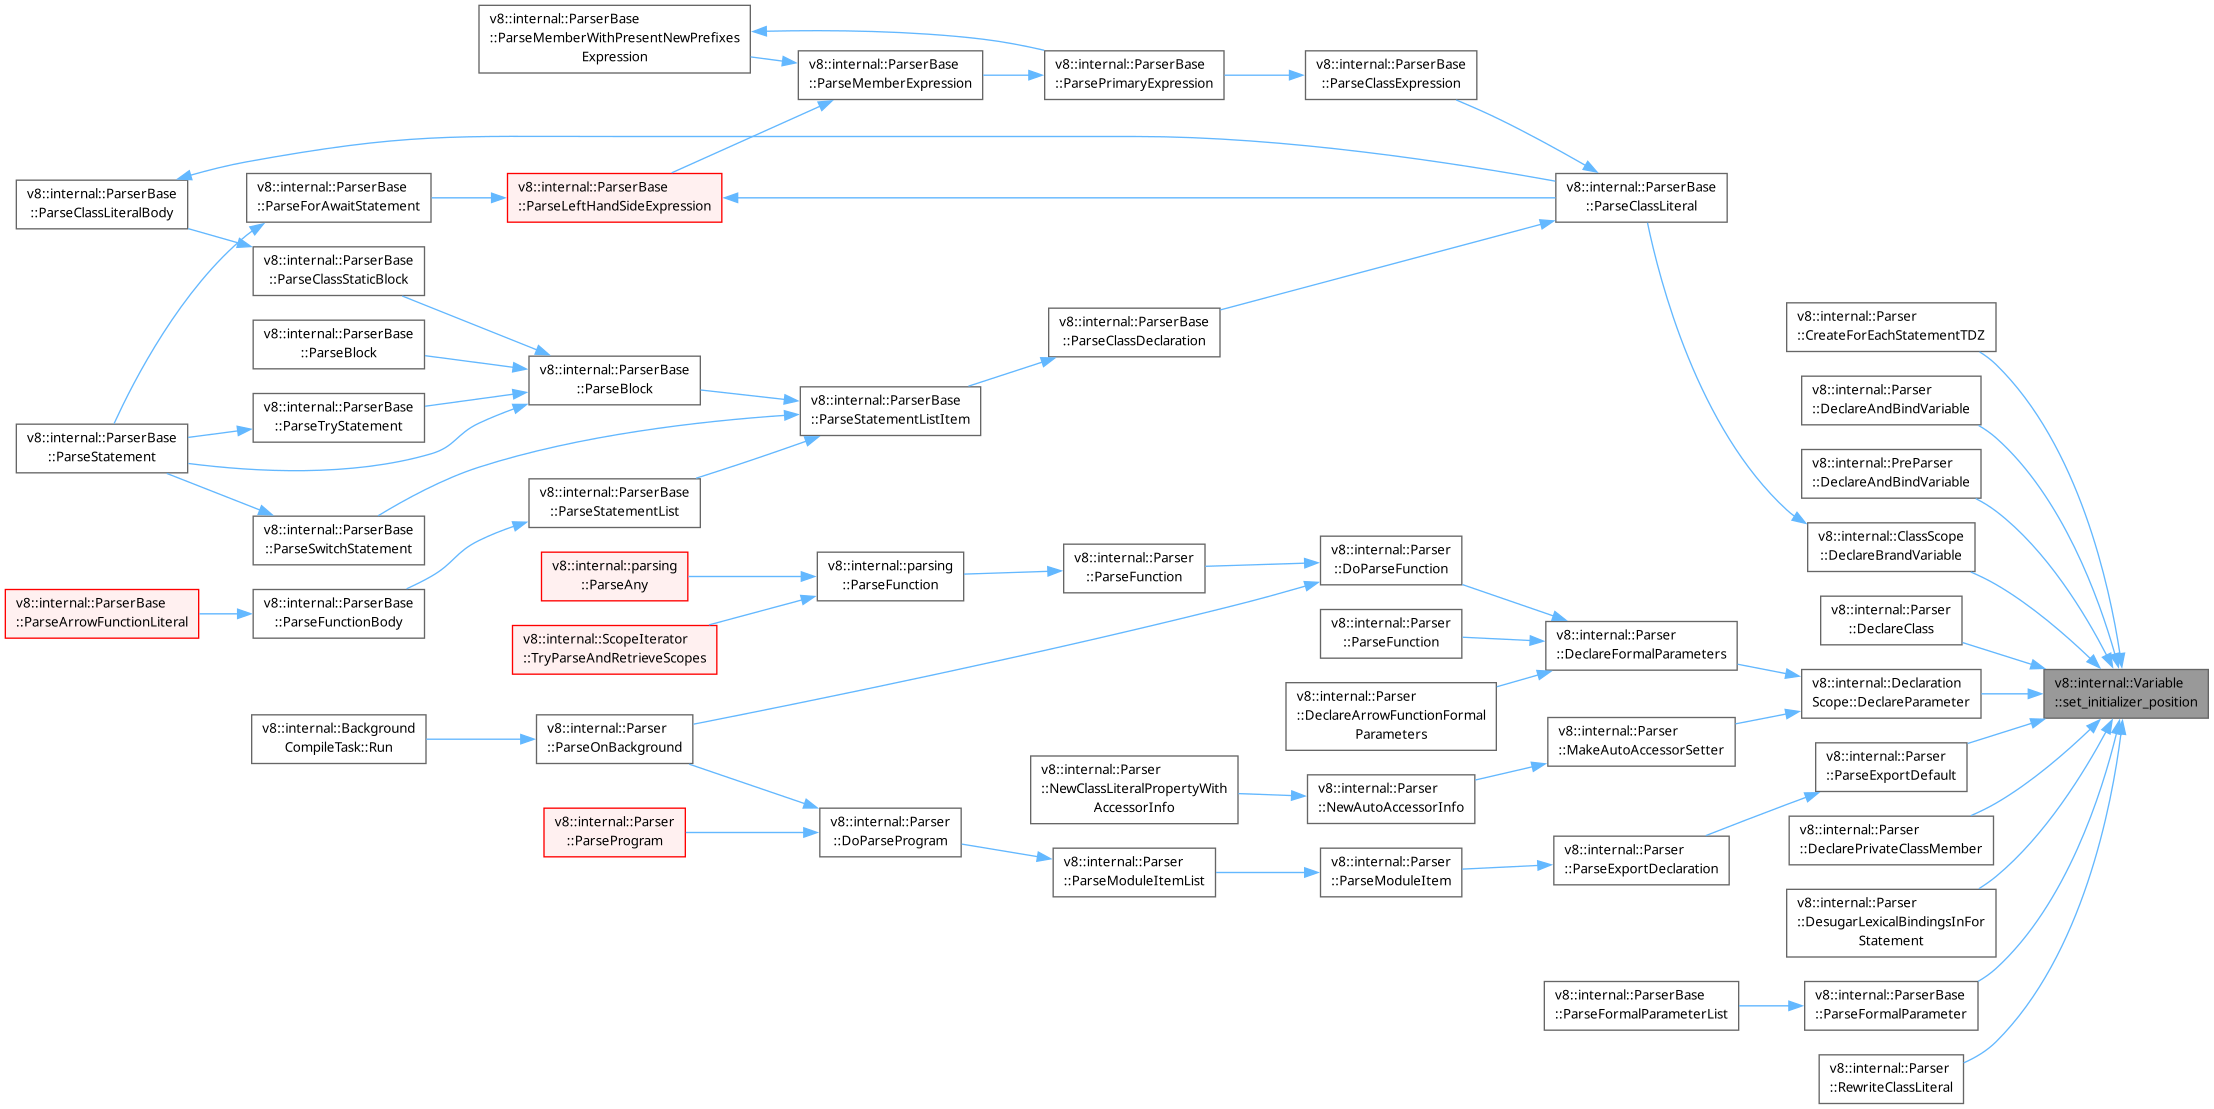 v8::internal::ParserBase
::ParseMemberWithPresentNewPrefixes
Expression
v8::internal::ParserBase
::ParseMemberExpression
v8::internal::ParserBase
::ParsePrimaryExpression
v8::internal::ParserBase
::ParseClassExpression
v8::internal::ParserBase
::ParseClassLiteralBody
v8::internal::ParserBase
::ParseForAwaitStatement
v8::internal::ParserBase
::ParseLeftHandSideExpression
v8::internal::ParserBase
::ParseClassLiteral
v8::internal::ParserBase
::ParseClassStaticBlock
v8::internal::ParserBase
::ParseBlock
v8::internal::ParserBase
::ParseTryStatement
v8::internal::ParserBase
::ParseBlock
v8::internal::ParserBase
::ParseClassDeclaration
v8::internal::ParserBase
::ParseStatementListItem
v8::internal::ParserBase
::ParseStatement
v8::internal::ParserBase
::ParseSwitchStatement
v8::internal::ParserBase
::ParseStatementList
v8::internal::ParserBase
::ParseArrowFunctionLiteral
v8::internal::ParserBase
::ParseFunctionBody
v8::internal::parsing
::ParseAny
v8::internal::ScopeIterator
::TryParseAndRetrieveScopes
v8::internal::parsing
::ParseFunction
v8::internal::Parser
::ParseFunction
v8::internal::Parser
::DoParseFunction
v8::internal::Parser
::ParseFunction
v8::internal::Parser
::DeclareArrowFunctionFormal
Parameters
v8::internal::Parser
::DeclareFormalParameters
v8::internal::Parser
::MakeAutoAccessorSetter
v8::internal::Background
CompileTask::Run
v8::internal::Parser
::ParseOnBackground
v8::internal::Parser
::ParseProgram
v8::internal::Parser
::DoParseProgram
v8::internal::Parser
::NewClassLiteralPropertyWith
AccessorInfo
v8::internal::Parser
::NewAutoAccessorInfo
v8::internal::Parser
::ParseModuleItemList
v8::internal::Parser
::ParseModuleItem
v8::internal::Parser
::ParseExportDeclaration
v8::internal::ParserBase
::ParseFormalParameterList
v8::internal::Parser
::CreateForEachStatementTDZ
v8::internal::Parser
::DeclareAndBindVariable
v8::internal::PreParser
::DeclareAndBindVariable
v8::internal::ClassScope
::DeclareBrandVariable
v8::internal::Parser
::DeclareClass
v8::internal::Declaration
Scope::DeclareParameter
v8::internal::Parser
::ParseExportDefault
v8::internal::Parser
::DeclarePrivateClassMember
v8::internal::Parser
::DesugarLexicalBindingsInFor
Statement
v8::internal::ParserBase
::ParseFormalParameter
v8::internal::Parser
::RewriteClassLiteral
v8::internal::Variable
::set_initializer_position